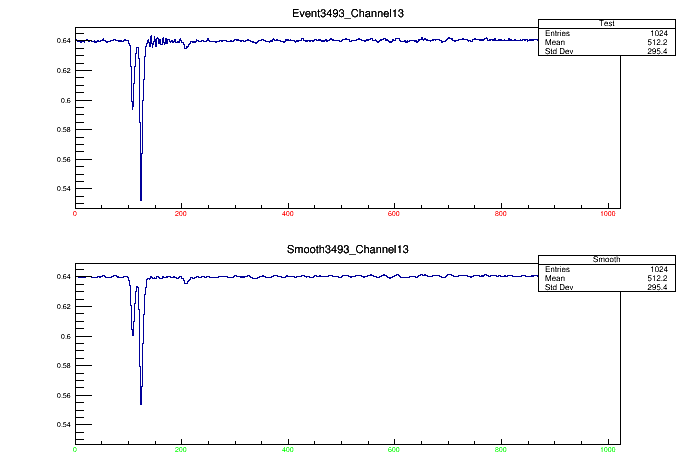 Event3493_Channel13
Test
Entries 1024
Mean 512.2
Std Dev 295.4
0.64
0.62
0.6
0.58
0.56
0.54
0 200 400 600 800 1000
Smooth3493_Channel13
Smooth
Entries 1024
Mean 512.2
Std Dev 295.4
0.64
0.62
0.6
0.58
0.56
0.54
0 200 400 600 800 1000